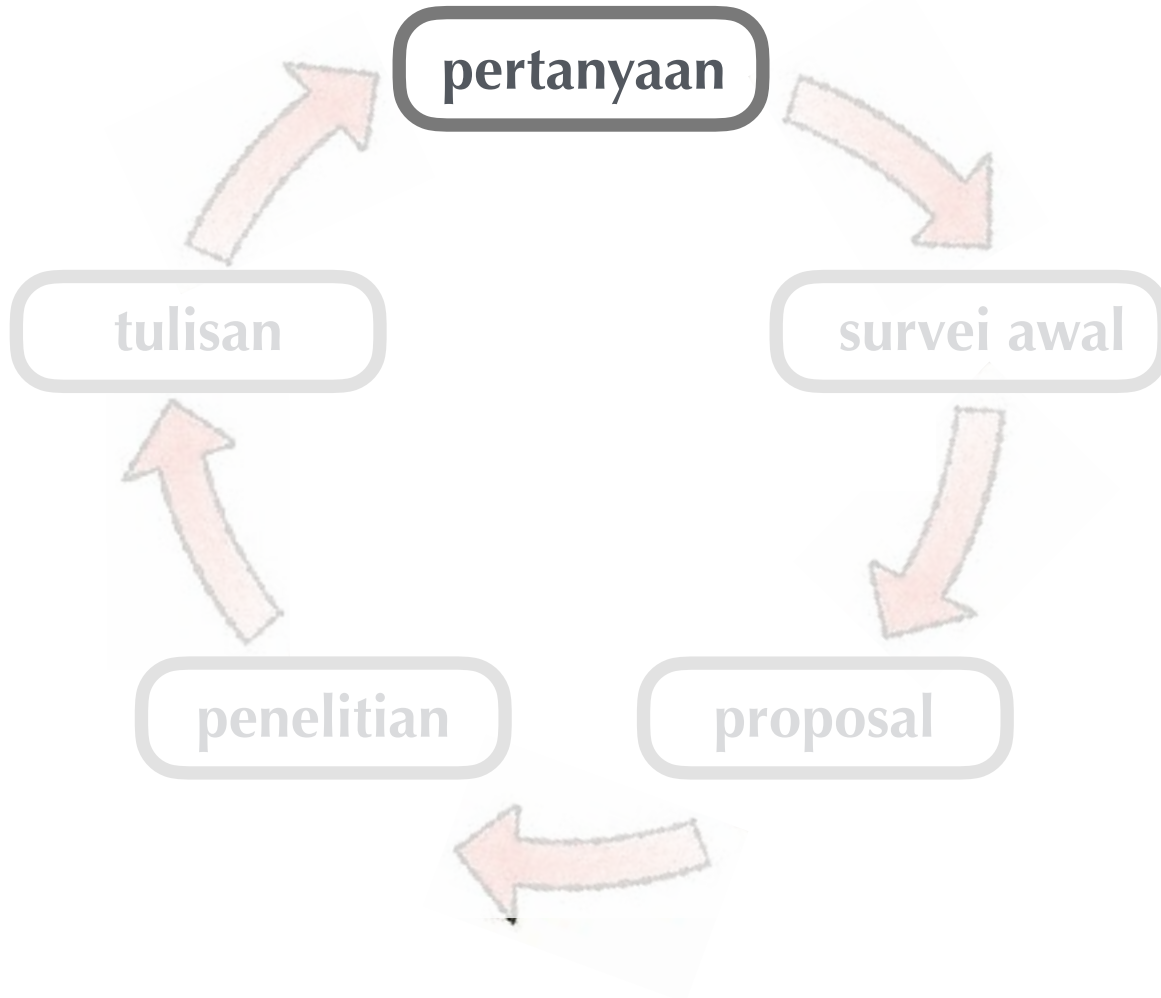 pertanyaan
tulisan
survei awal
penelitian
proposal